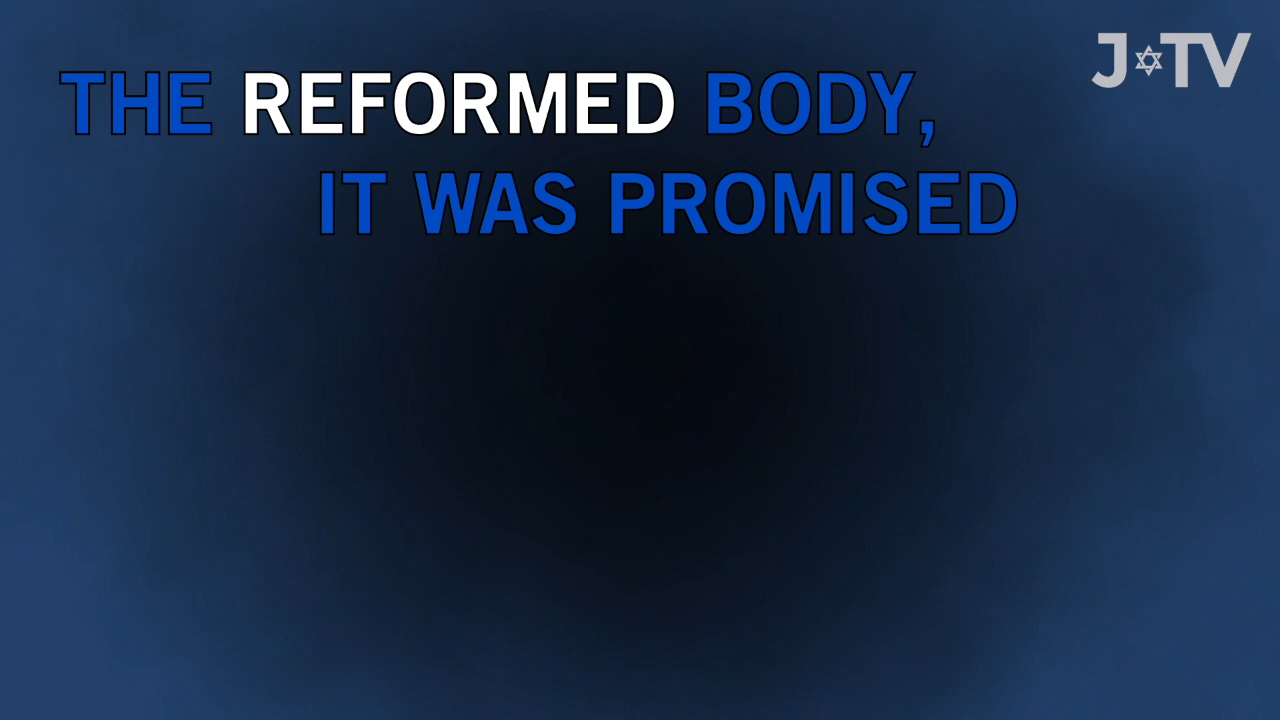 J✡TV
THE REFORMED BODY,
IT WAS PROMISED